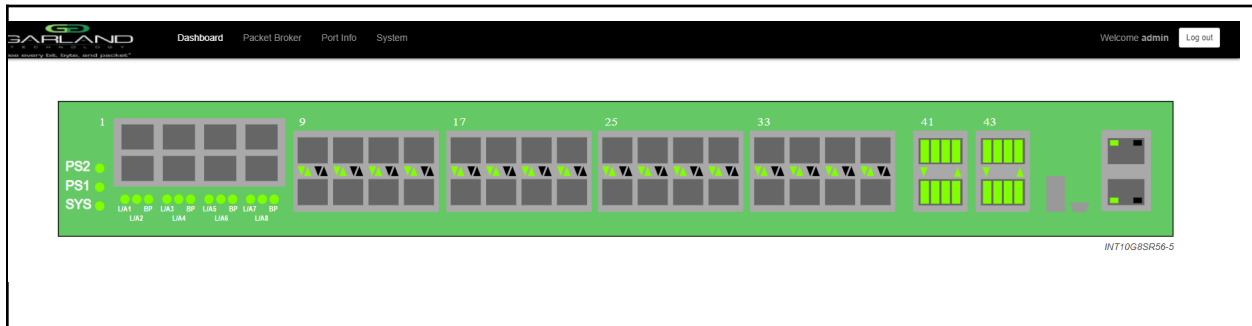 GARLAND
TECHNOLOGY
see every bit, byte, and packet®
Dashboard Packet Broker Port Info System
Welcome admin Log out
1 9 17 25 33 41 43
PS2
PS1
SYS
L/A1 BP L/A3 BP L/A5 BP L/A7 BP
L/A2 L/A4 L/A6 L/A8
INT10G8SR56-5